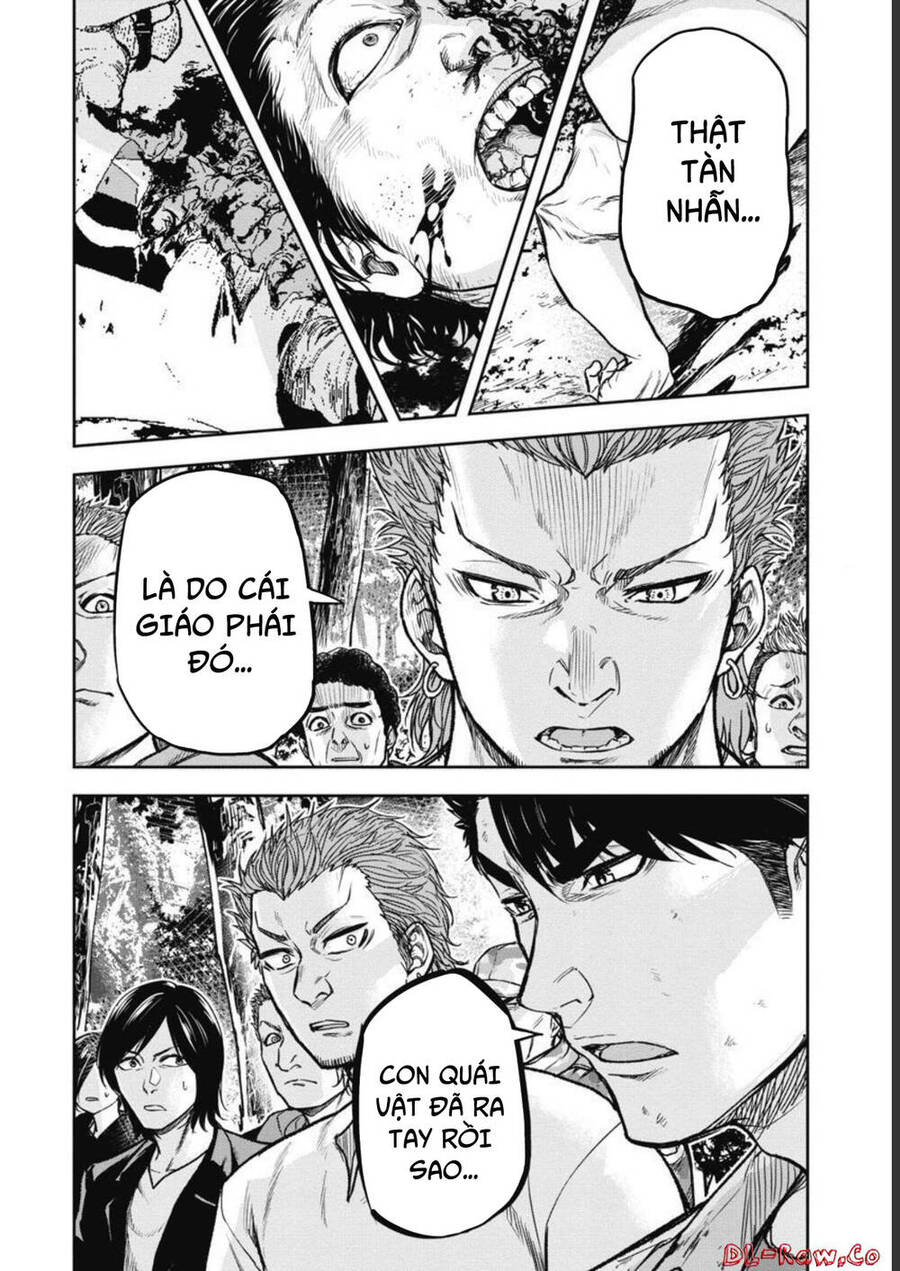 THẬT
TÀN
NHẪN...
LÀ DO CÁI
GIÁO PHÁI
ĐÓ...
CON QUÁI
VẬT ĐÃ RA
TAY RỒI
SAO...
DL-Raw.Co